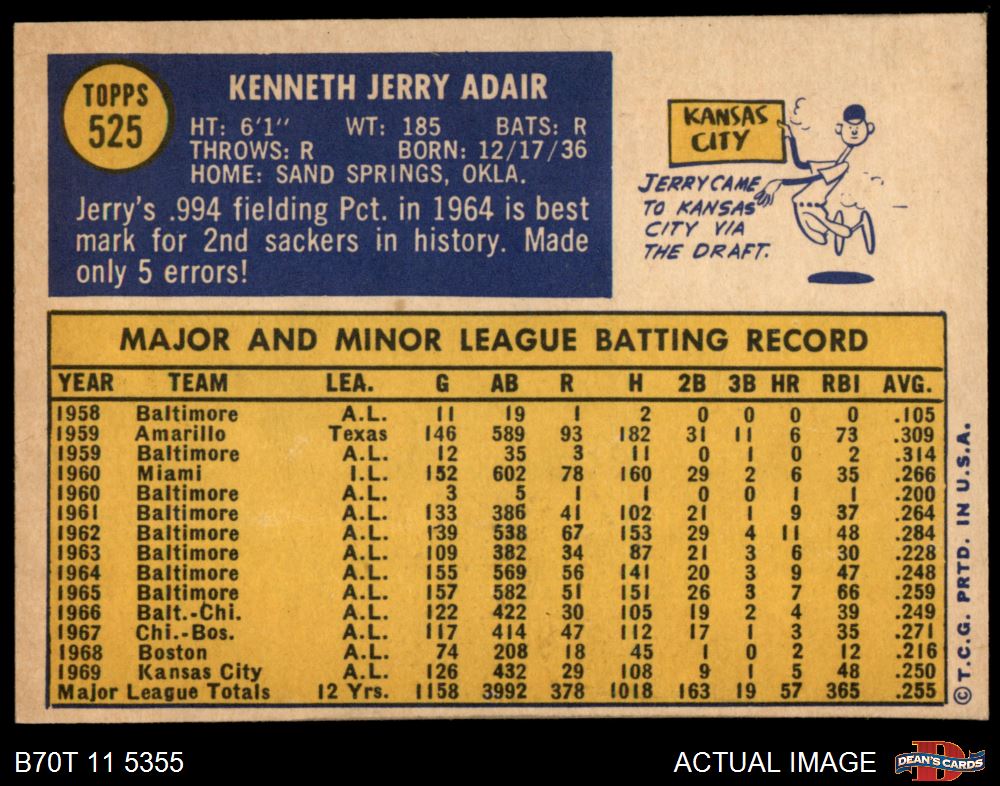 TOPPS
525
KENNETH JERRY ADAIR
HT: 6'1" WT: 185 BATS: R
THROWS: R BORN: 12/17/36
HOME: SAND SPRINGS, OKLA.
Jerry's .994 fielding Pct. in 1964 is best
mark for 2nd sackers in history. Made
only 5 errors!
KANSAS
CITY
JERRY CAME
TO KANSAS
CITY VIA
THE DRAFT.
MAJOR AND MINOR LEAGUE BATTING RECORD
YEAR TEAM LEA. G AB R H 2B 3B HR RBI AVG.
1958 Baltimore A.L. 11 19 1 2 0 0 0 0 .105
1959 Amarillo Texas 146 589 93 182 31 11 6 73 .309
1959 Baltimore A.L. 12 35 3 11 0 1 0 2 .314
1960 Miami I.L. 152 602 78 160 29 2 6 35 .266
1960 Baltimore A.L. 3 5 1 1 0 0 1 1 .200
1961 Baltimore A.L. 133 386 41 102 21 1 9 37 .264
1962 Baltimore A.L. 139 538 67 153 29 4 11 48 .284
1963 Baltimore A.L. 109 382 34 87 21 3 6 30 .228
1964 Baltimore A.L. 155 569 56 141 20 3 9 47 .248
1965 Baltimore A.L. 157 582 51 151 26 3 7 66 .259
1966 Balt.-Chi. A.L. 122 422 30 105 19 2 4 39 .249
1967 Chi.-Bos. A.L. 117 414 47 112 17 1 3 35 .271
1968 Boston A.L. 74 208 18 45 1 0 2 12 .216
1969 Kansas City A.L. 126 432 29 108 9 1 5 48 .250
Major League Totals 12 Yrs. 1158 3992 378 1018 163 19 57 365 .255
© T.C.G. PRTD. IN U.S.A.
B70T 11 5355
ACTUAL IMAGE
D
DEAN'S CARDS